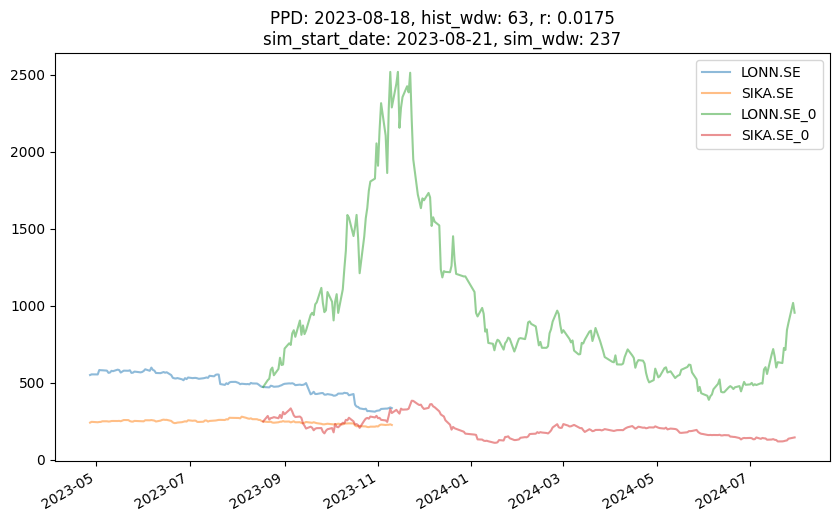 PPD: 2023-08-18, hist_wdw: 63, r: 0.0175
sim_start_date: 2023-08-21, sim_wdw: 237
LONN.SE
SIKA.SE
LONN.SE_0
SIKA.SE_0
2500
2000
1500
1000
500
0
2023-05
2023-07
2023-09
2023-11
2024-01
2024-03
2024-05
2024-07